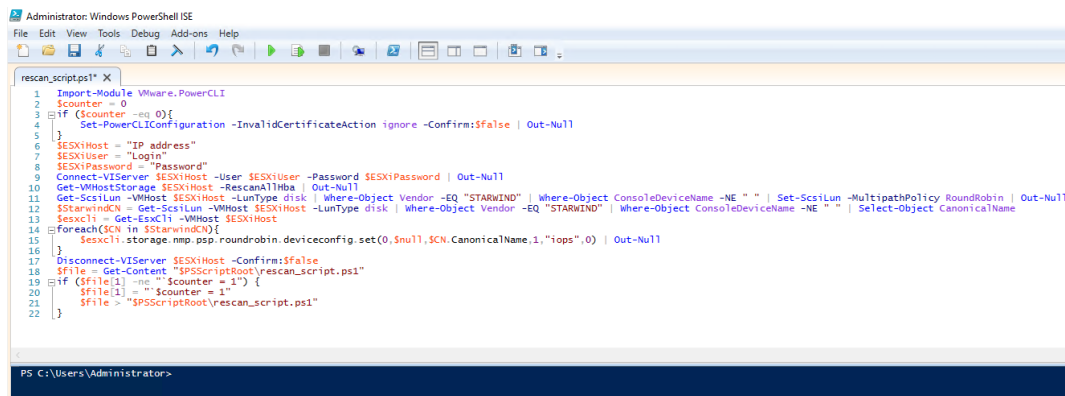 Administrator: Windows PowerShell ISE
File Edit View Tools Debug Add-ons Help
rescan_script.ps1* X
1 Import-Module VMware.PowerCLI
2 $counter = 0
3 if ($counter -eq 0){
4 Set-PowerCLIConfiguration -InvalidCertificateAction ignore -Confirm:$false | Out-Null
5 }
6 $ESXiHost = "IP address"
7 $ESXiUser = "Login"
8 $ESXiPassword = "Password"
9 Connect-VIServer $ESXiHost -User $ESXiUser -Password $ESXiPassword | Out-Null
10 Get-VMHostStorage $ESXiHost -RescanAllHba | Out-Null
11 Get-ScsiLun -VMHost $ESXiHost -LunType disk | Where-Object Vendor -EQ "STARWIND" | Where-Object ConsoleDeviceName -NE " " | Set-ScsiLun -MultipathPolicy RoundRobin | Out-Null
12 $StarwindCN = Get-ScsiLun -VMHost $ESXiHost -LunType disk | Where-Object Vendor -EQ "STARWIND" | Where-Object ConsoleDeviceName -NE " " | Select-Object CanonicalName
13 $esxcli = Get-EsxCli -VMHost $ESXiHost
14 foreach($CN in $StarwindCN){
15 $esxcli.storage.nmp.psp.roundrobin.deviceconfig.set(0,$null,$CN.CanonicalName,1,"iops",0) | Out-Null
16 }
17 Disconnect-VIServer $ESXiHost -Confirm:$false
18 $file = Get-Content "$PSScriptRoot\rescan_script.ps1"
19 if ($file[1] -ne "`$counter = 1") {
20 $file[1] = "`$counter = 1"
21 $file > "$PSScriptRoot\rescan_script.ps1"
22 }
PS C:\Users\Administrator>